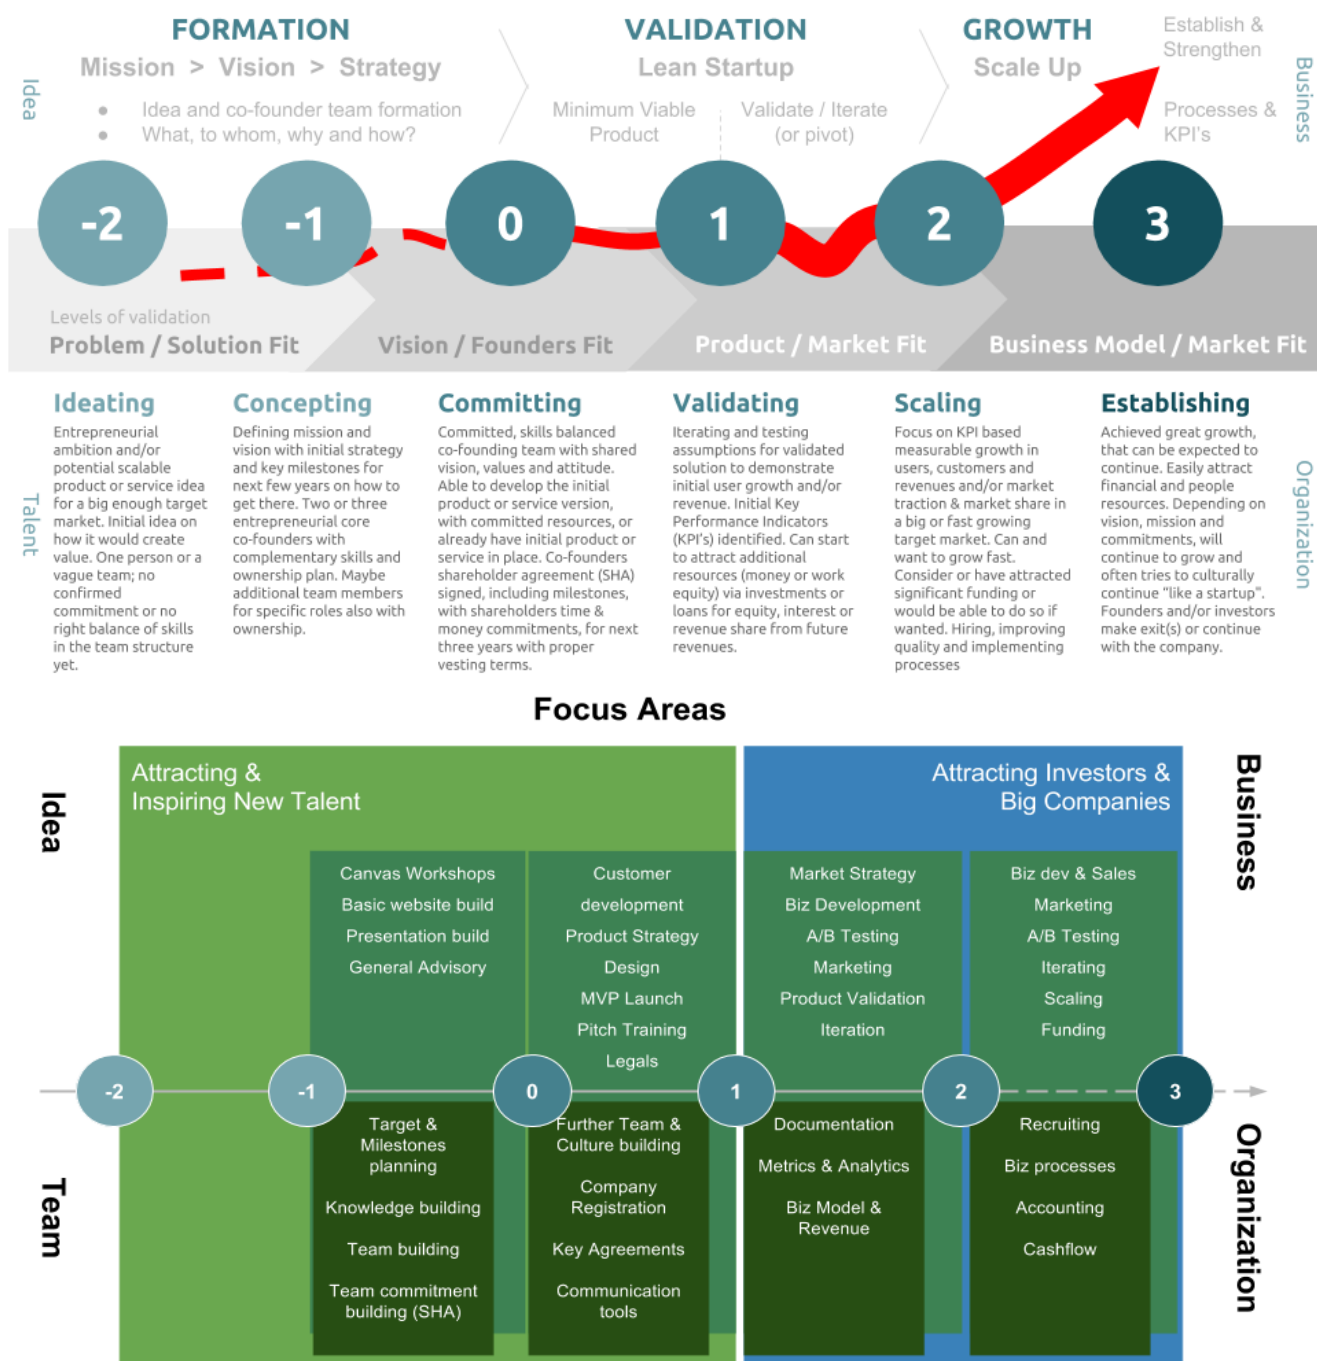 FORMATION
Mission > Vision > Strategy
● Idea and co-founder team formation
● What, to whom, why and how?
VALIDATION
Lean Startup
Minimum Viable
Product
Validate / Iterate
(or pivot)
GROWTH
Scale Up
Establish &
Strengthen
Processes &
KPI's
Idea
Business
-2
-1
0
1
2
3
Levels of validation
Problem / Solution Fit
Vision / Founders Fit
Product / Market Fit
Business Model / Market Fit
Talent
Organization
Ideating
Entrepreneurial
ambition and/or
potential scalable
product or service idea
for a big enough target
market. Initial idea on
how it would create
value. One person or a
vague team; no
confirmed
commitment or no
right balance of skills
in the team structure
yet.
Concepting
Defining mission and
vision with initial strategy
and key milestones for
next few years on how to
get there. Two or three
entrepreneurial core
co-founders with
complementary skills and
ownership plan. Maybe
additional team members
for specific roles also with
ownership.
Committing
Committed, skills balanced
co-founding team with shared
vision, values and attitude.
Able to develop the initial
product or service version,
with committed resources, or
already have initial product or
service in place. Co-founders
shareholder agreement (SHA)
signed, including milestones,
with shareholders time &
money commitments, for next
three years with proper
vesting terms.
Validating
Iterating and testing
assumptions for validated
solution to demonstrate
initial user growth and/or
revenue. Initial Key
Performance Indicators
(KPI's) identified. Can start
to attract additional
resources (money or work
equity) via investments or
loans for equity, interest or
revenue share from future
revenues.
Scaling
Focus on KPI based
measurable growth in
users, customers and
revenues and/or market
traction & market share in
a big or fast growing
target market. Can and
want to grow fast.
Consider or have attracted
significant funding or
would be able to do so if
wanted. Hiring, improving
quality and implementing
processes
Establishing
Achieved great growth,
that can be expected to
continue. Easily attract
financial and people
resources. Depending on
vision, mission and
commitments, will
continue to grow and
often tries to culturally
continue "like a startup".
Founders and/or investors
make exit(s) or continue
with the company.
Focus Areas
Idea
Attracting &
Inspiring New Talent
Attracting Investors &
Big Companies
Business
Canvas Workshops
Basic website build
Presentation build
General Advisory
Customer
development
Product Strategy
Design
MVP Launch
Pitch Training
Legals
Market Strategy
Biz Development
A/B Testing
Marketing
Product Validation
Iteration
Biz dev & Sales
Marketing
A/B Testing
Iterating
Scaling
Funding
-2
-1
0
1
2
3
Team
Target &
Milestones
planning
Knowledge building
Team building
Team commitment
building (SHA)
Further Team &
Culture building
Company
Registration
Key Agreements
Communication
tools
Documentation
Metrics & Analytics
Biz Model &
Revenue
Recruiting
Biz processes
Accounting
Cashflow
Organization